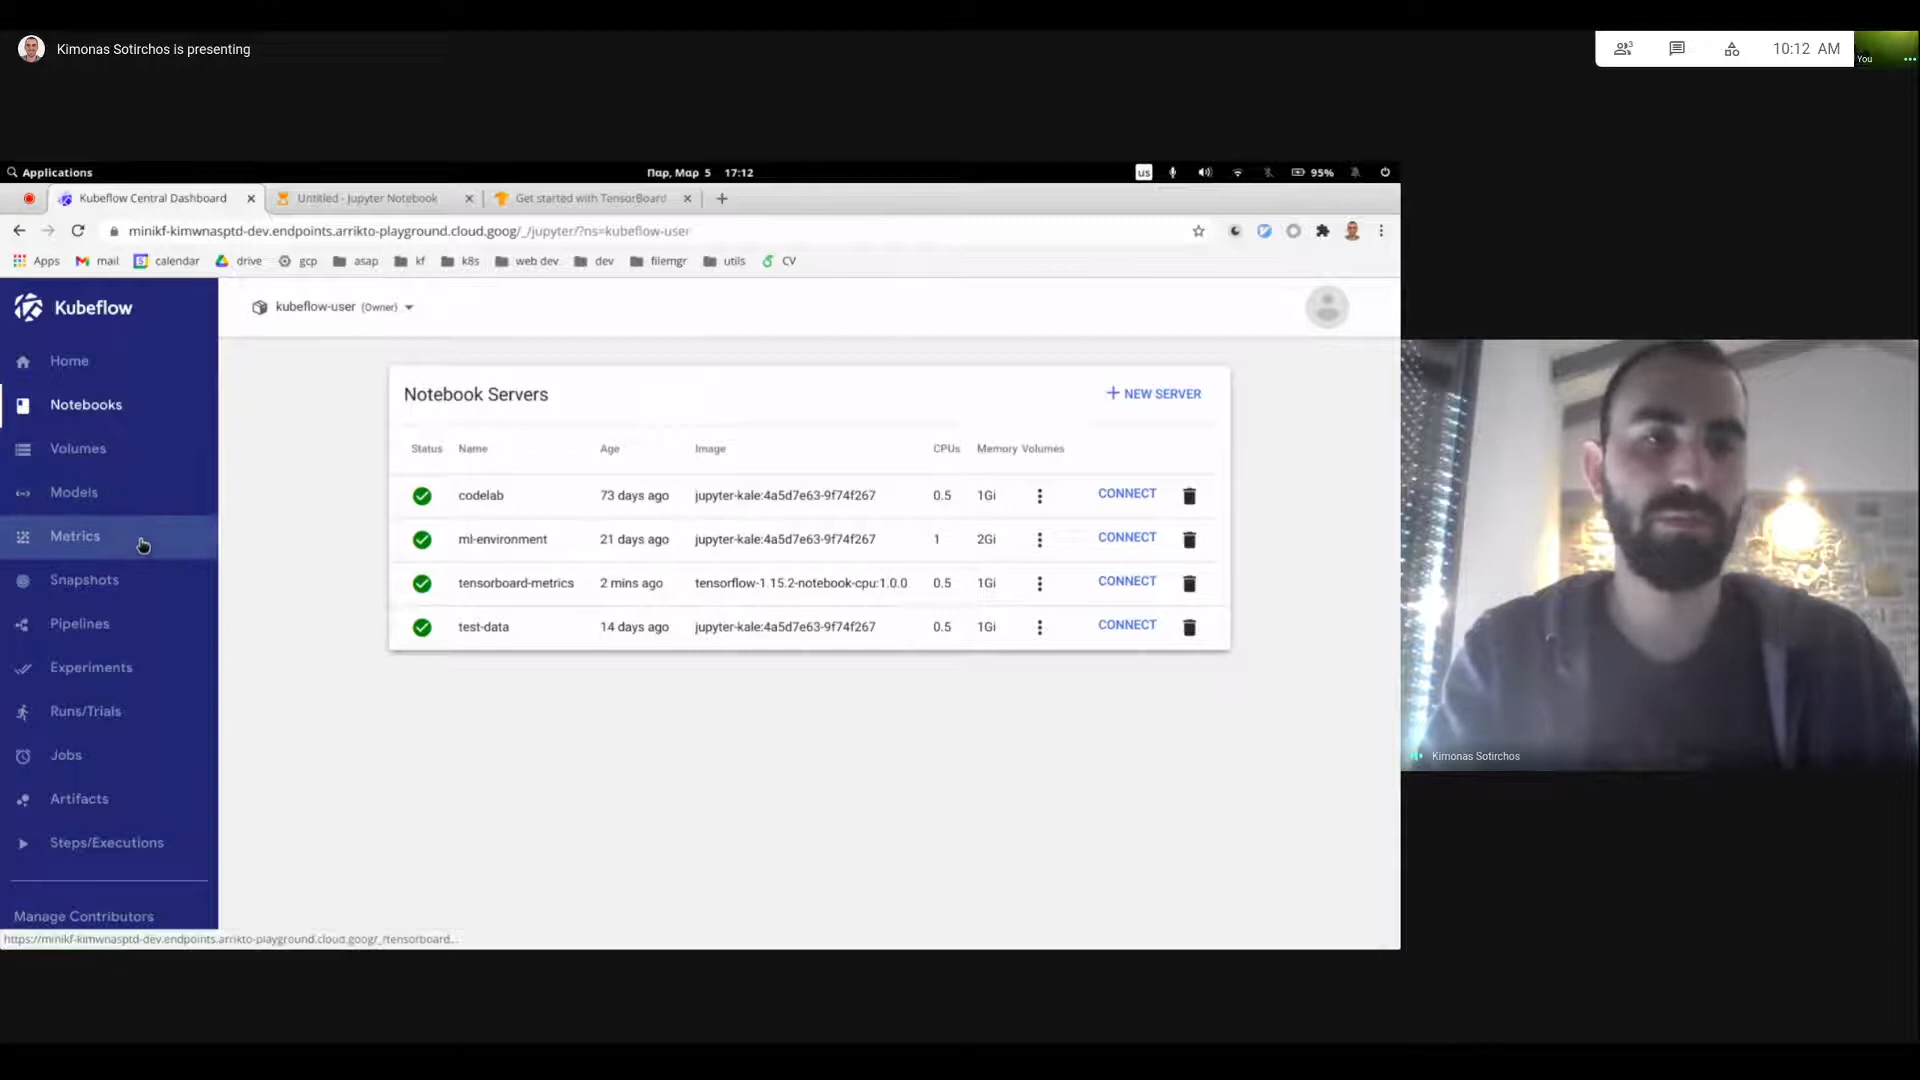 Kimonas Sotirchos is presenting
3
10:12 AM
You
Applications
Παρ, Μαρ 5 17:12
us
95%
Kubeflow Central Dashboard
Untitled - Jupyter Notebook
Get started with TensorBoard
minikf-kimwnasptd-dev.endpoints.arrikto-playground.cloud.goog/_/jupyter/?ns=kubeflow-user
Apps mail calendar drive gcp asap kf k8s web dev dev filemgr utils CV
Kubeflow
kubeflow-user (Owner)
Home
Notebooks
Volumes
Models
Metrics
Snapshots
Pipelines
Experiments
Runs/Trials
Jobs
Artifacts
Steps/Executions
Manage Contributors
https://minikf-kimwnasptd-dev.endpoints.arrikto-playground.cloud.goog/_/tensorboard...
Notebook Servers
+ NEW SERVER
Status Name Age Image CPUs Memory Volumes
codelab 73 days ago jupyter-kale:4a5d7e63-9f74f267 0.5 1Gi CONNECT
ml-environment 21 days ago jupyter-kale:4a5d7e63-9f74f267 1 2Gi CONNECT
tensorboard-metrics 2 mins ago tensorflow-1.15.2-notebook-cpu:1.0.0 0.5 1Gi CONNECT
test-data 14 days ago jupyter-kale:4a5d7e63-9f74f267 0.5 1Gi CONNECT
Kimonas Sotirchos